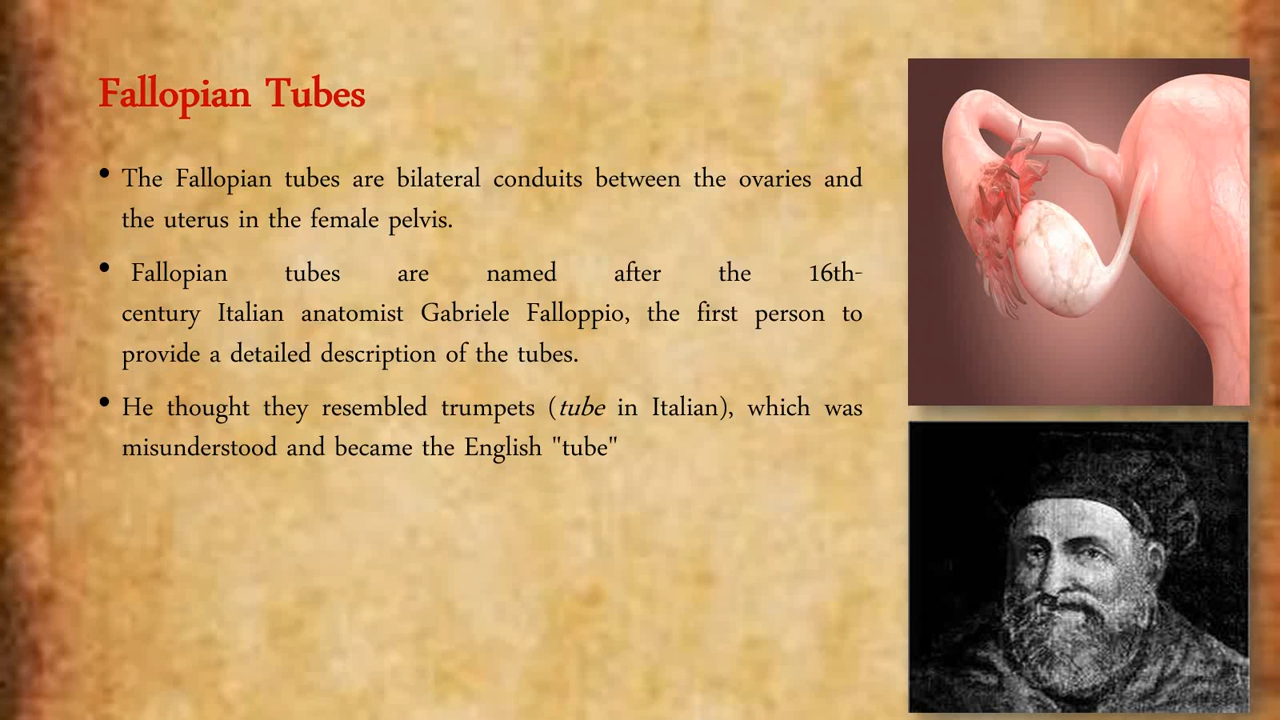 Fallopian Tubes
• The Fallopian tubes are bilateral conduits between the ovaries and
the uterus in the female pelvis.
• Fallopian tubes are named after the 16th-
century Italian anatomist Gabriele Falloppio, the first person to
provide a detailed description of the tubes.
• He thought they resembled trumpets (tube in Italian), which was
misunderstood and became the English "tube"